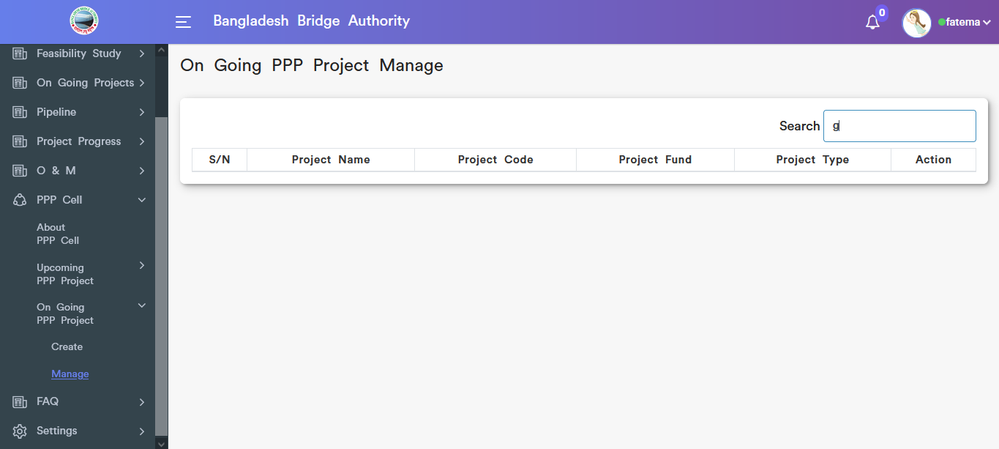 Bangladesh Bridge Authority
0
fatema
Feasibility Study
On Going Projects
Pipeline
Project Progress
O & M
PPP Cell
About
PPP Cell
Upcoming
PPP Project
On Going
PPP Project
Create
Manage
FAQ
Settings
On Going PPP Project Manage
Search g
S/N Project Name Project Code Project Fund Project Type Action